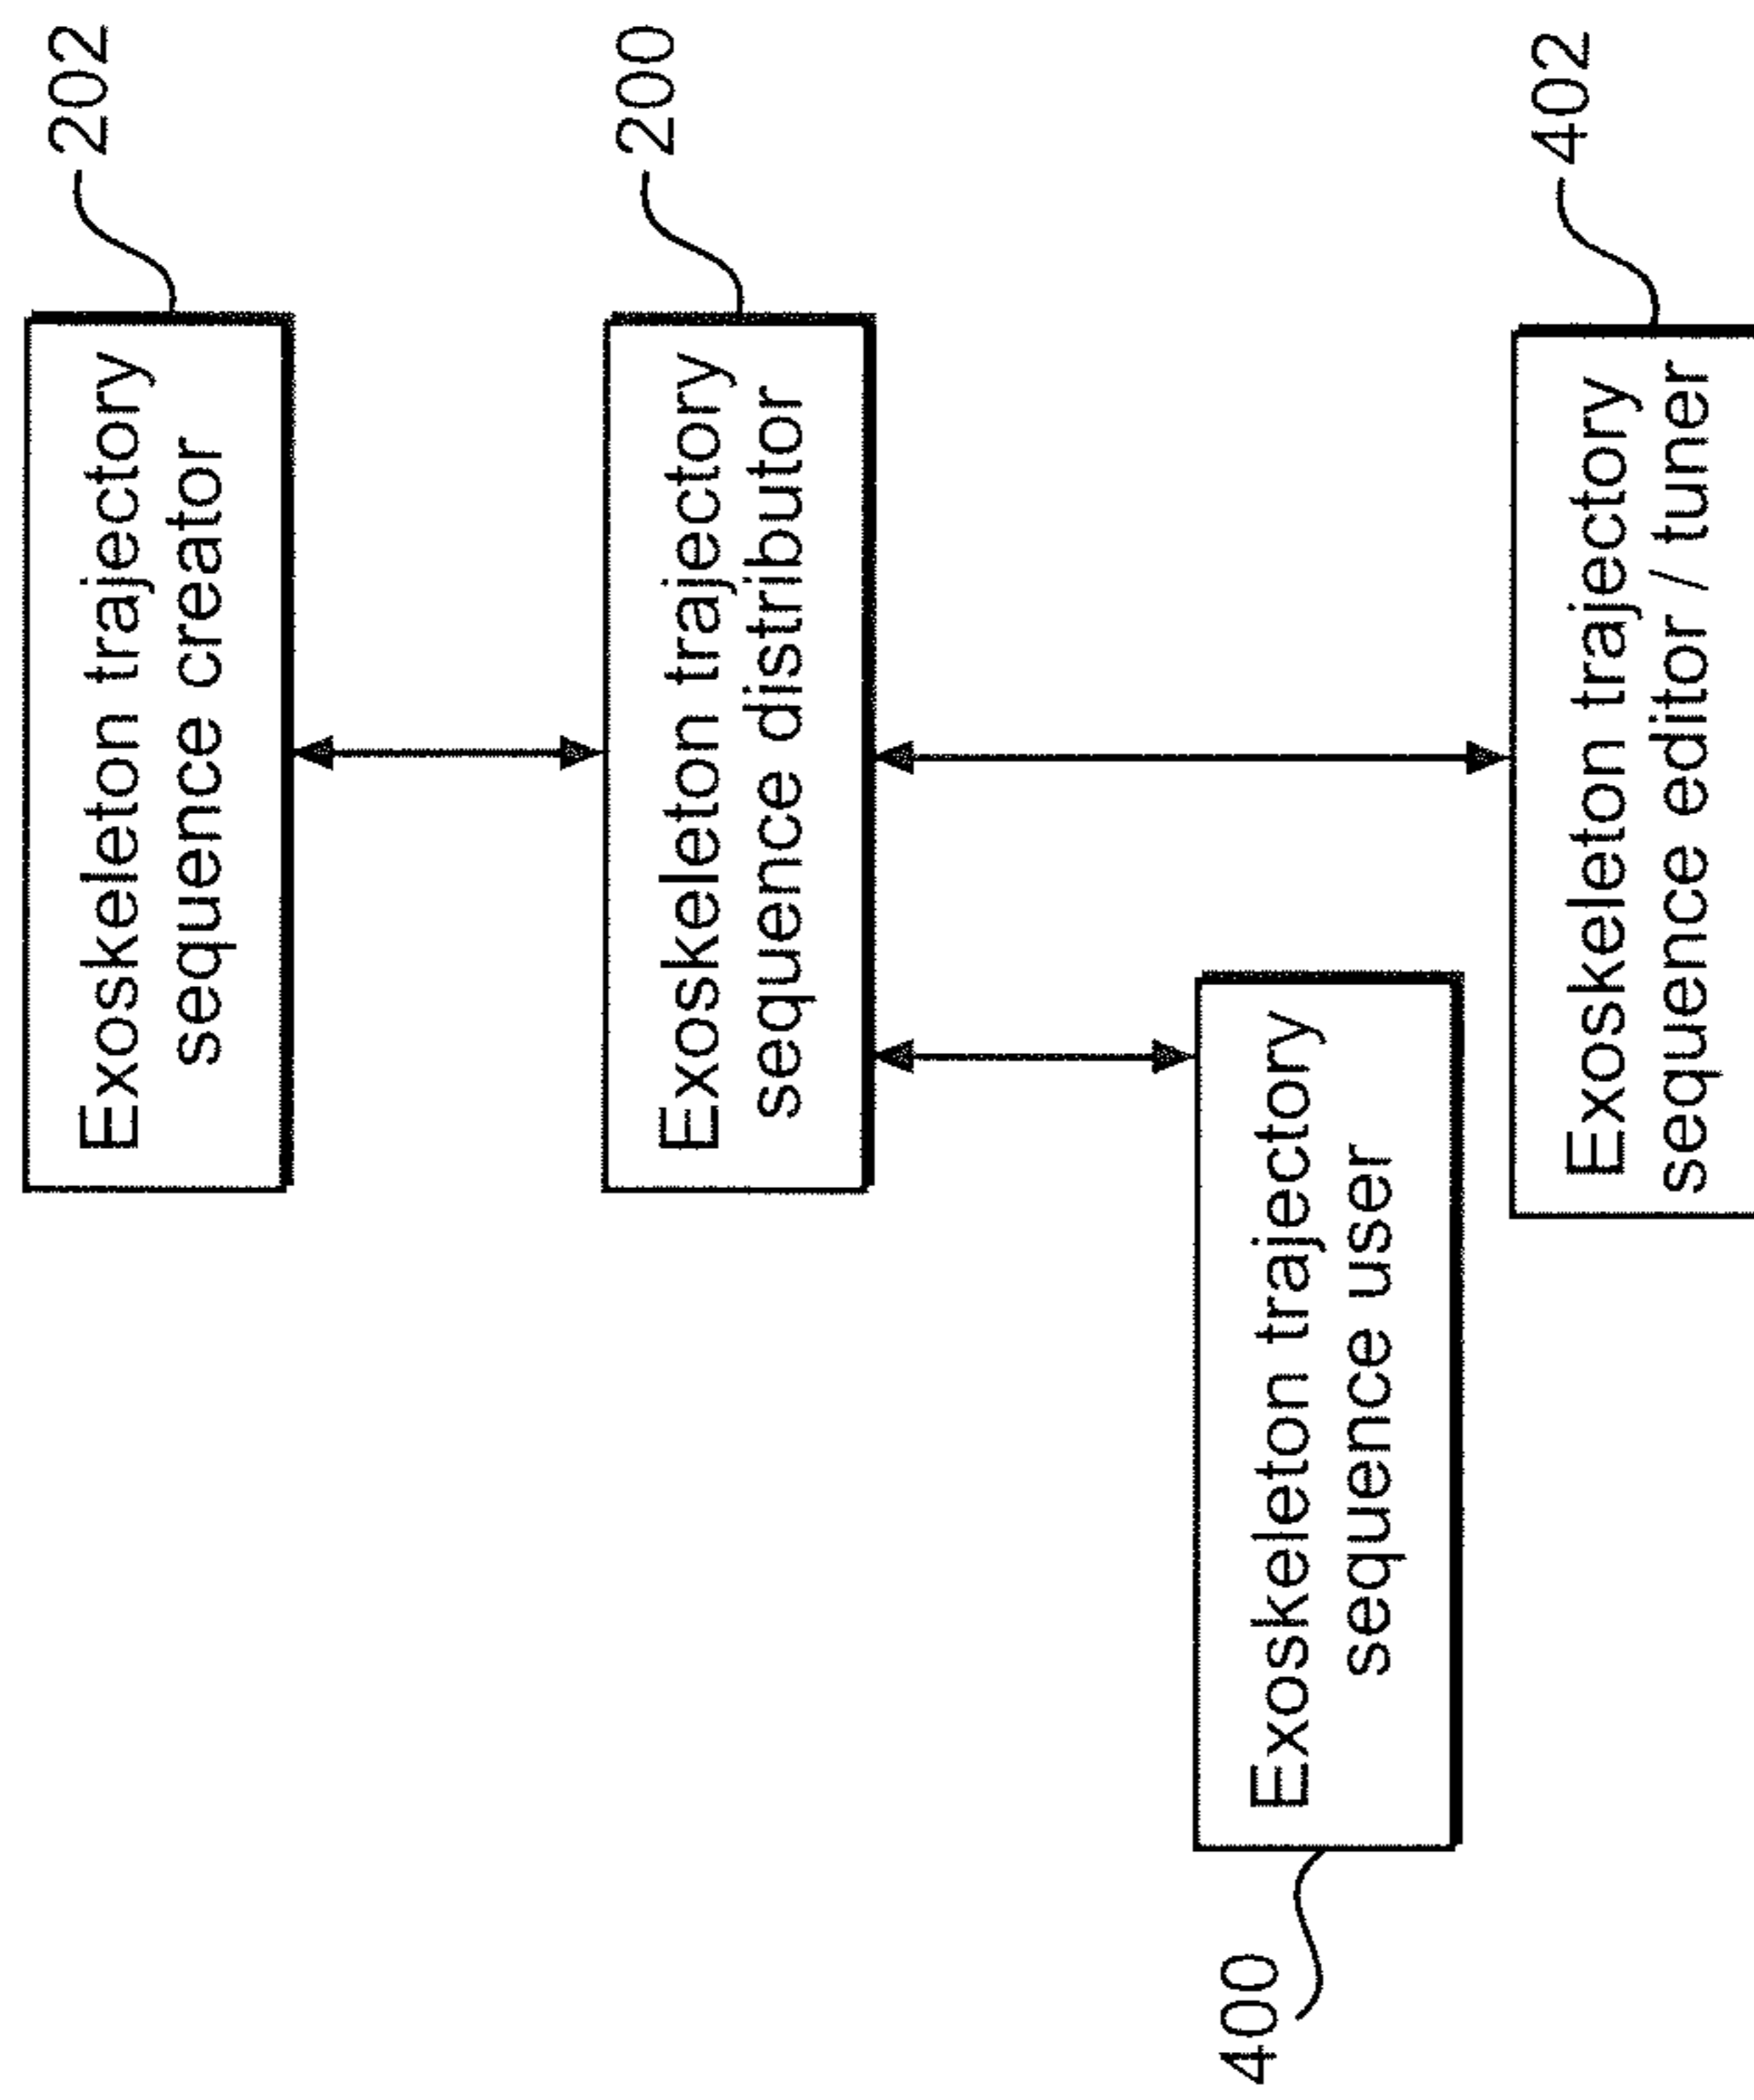 202
Exoskeleton trajectory
sequence creator
200
Exoskeleton trajectory
sequence distributor
400
Exoskeleton trajectory
sequence user
402
Exoskeleton trajectory
sequence editor / tuner